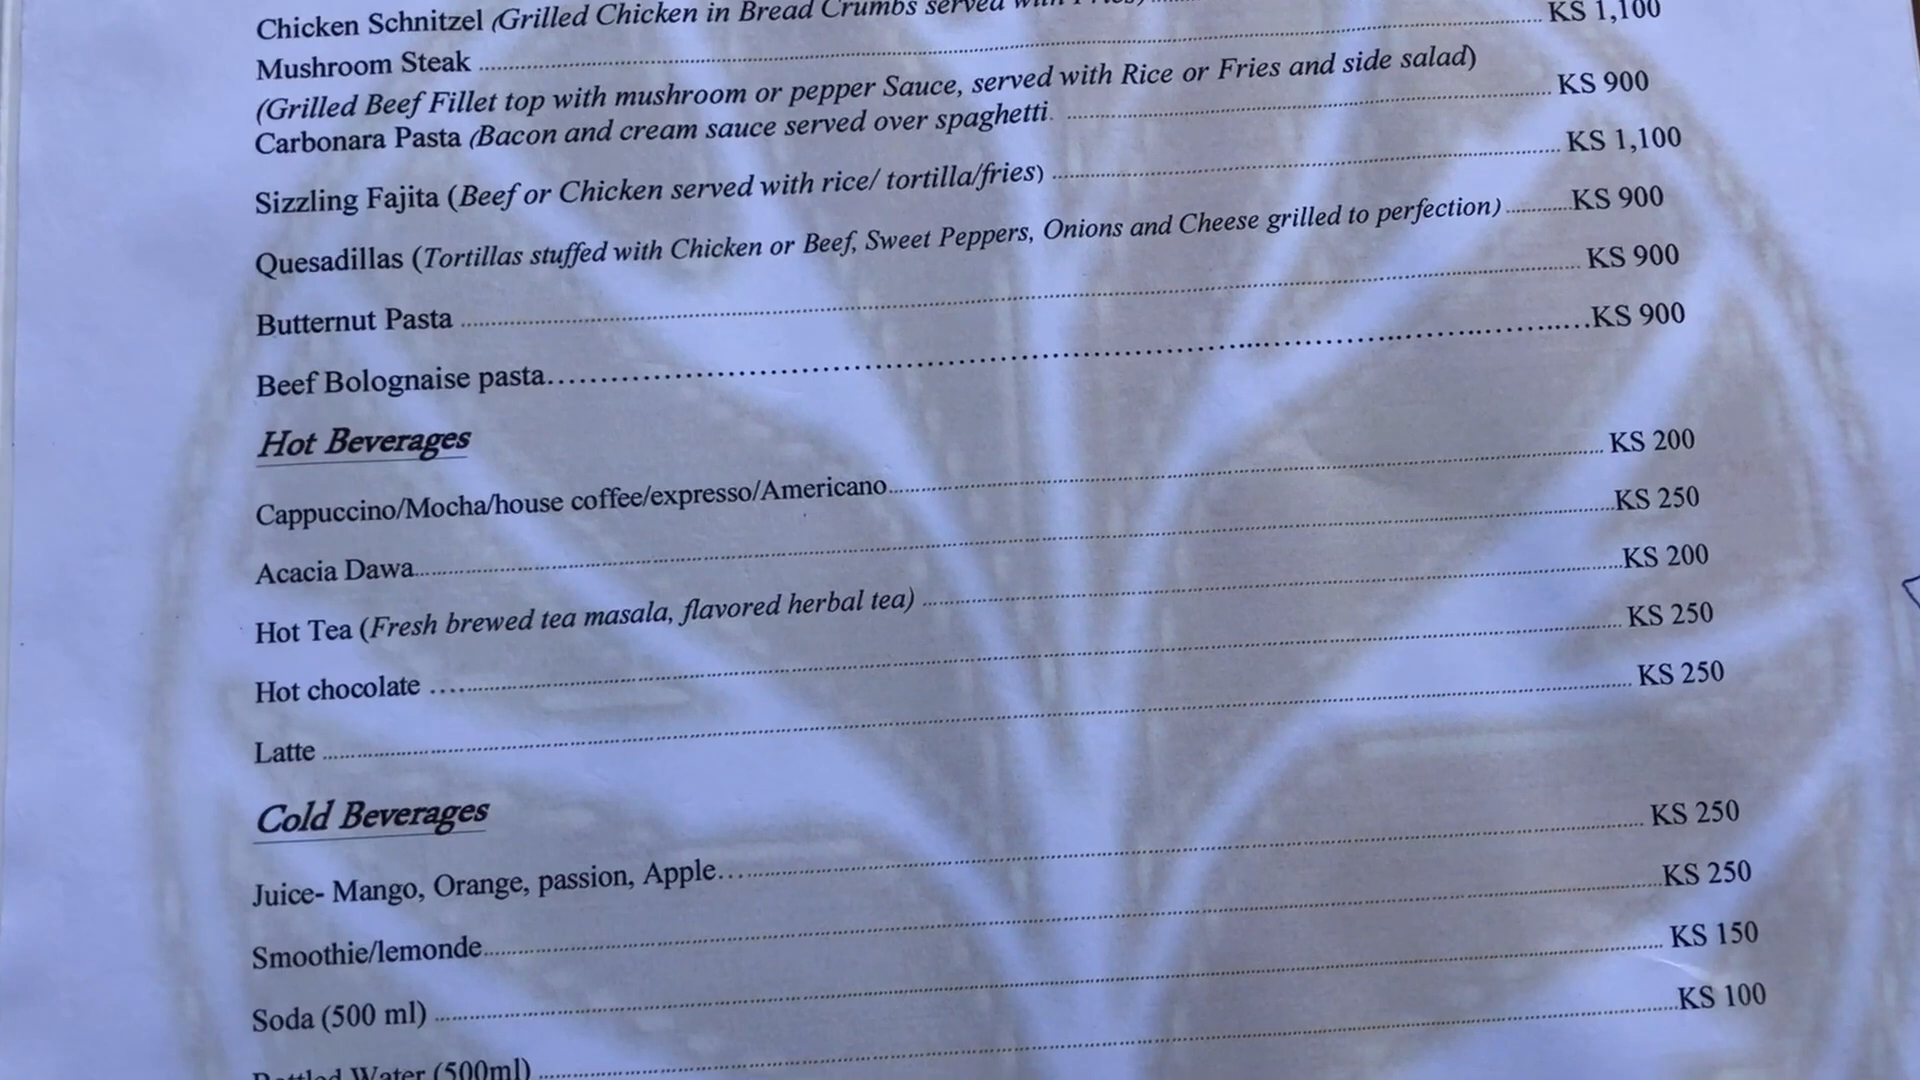 Chicken Schnitzel (Grilled Chicken in Bread Crumbs served with Fries)
Mushroom Steak ........ KS 1,100
(Grilled Beef Fillet top with mushroom or pepper Sauce, served with Rice or Fries and side salad)
Carbonara Pasta (Bacon and cream sauce served over spaghetti. ........ KS 900
Sizzling Fajita (Beef or Chicken served with rice/ tortilla/fries) ........ KS 1,100
Quesadillas (Tortillas stuffed with Chicken or Beef, Sweet Peppers, Onions and Cheese grilled to perfection) ........KS 900
Butternut Pasta ........ KS 900
Beef Bolognaise pasta........KS 900
Hot Beverages
Cappuccino/Mocha/house coffee/expresso/Americano........ KS 200
Acacia Dawa........KS 250
Hot Tea (Fresh brewed tea masala, flavored herbal tea) ........KS 200
Hot chocolate ........ KS 250
Latte ........ KS 250
Cold Beverages
Juice- Mango, Orange, passion, Apple........ KS 250
Smoothie/lemonde........KS 250
Soda (500 ml) ........ KS 150
Bottled Water (500ml) ........KS 100